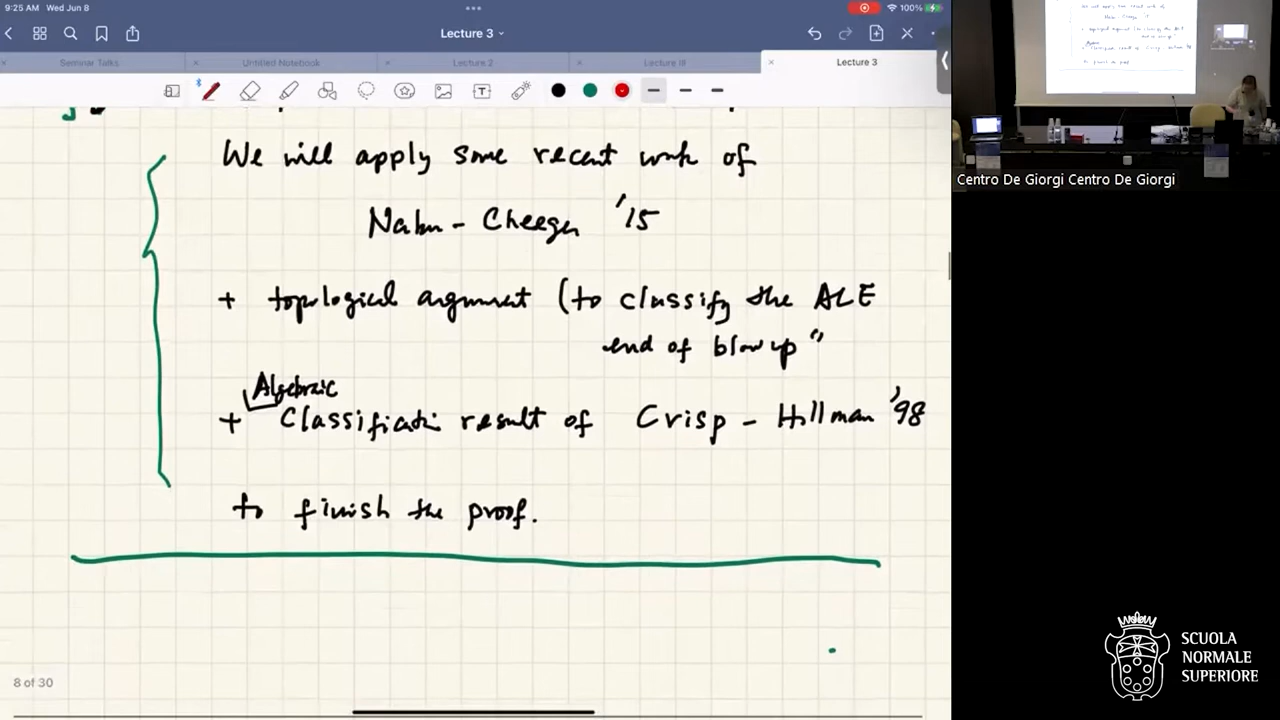 9:25 AM Wed Jun 8
100%
Lecture 3
Seminar Talks
Untitled Notebook
Lecture 2
Lecture III
Lecture 3
We will apply some recent work of
Naber - Cheeger '15
+ topological argument (to classify the ALE
end of blow up"
Algebraic
+ Classification result of Crisp - Hillman '98
to finish the proof.
8 of 30
Centro De Giorgi Centro De Giorgi
SCUOLA
NORMALE
SUPERIORE